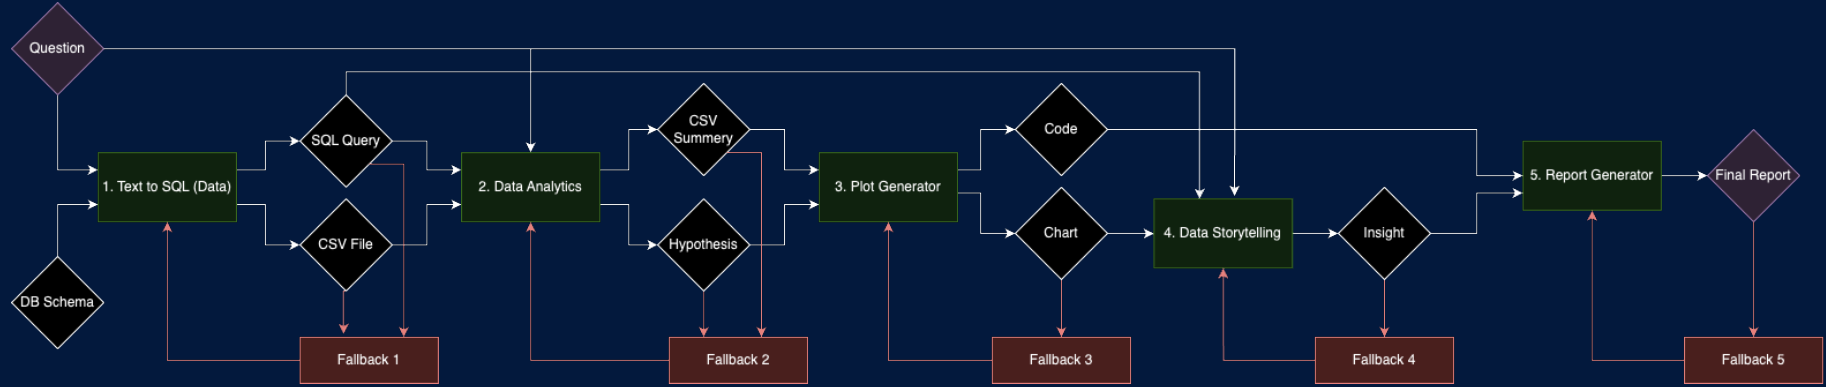 Question
DB Schema
1. Text to SQL (Data)
SQL Query
CSV File
Fallback 1
2. Data Analytics
CSV
Summery
Hypothesis
Fallback 2
3. Plot Generator
Code
Chart
Fallback 3
4. Data Storytelling
Insight
Fallback 4
5. Report Generator
Final Report
Fallback 5